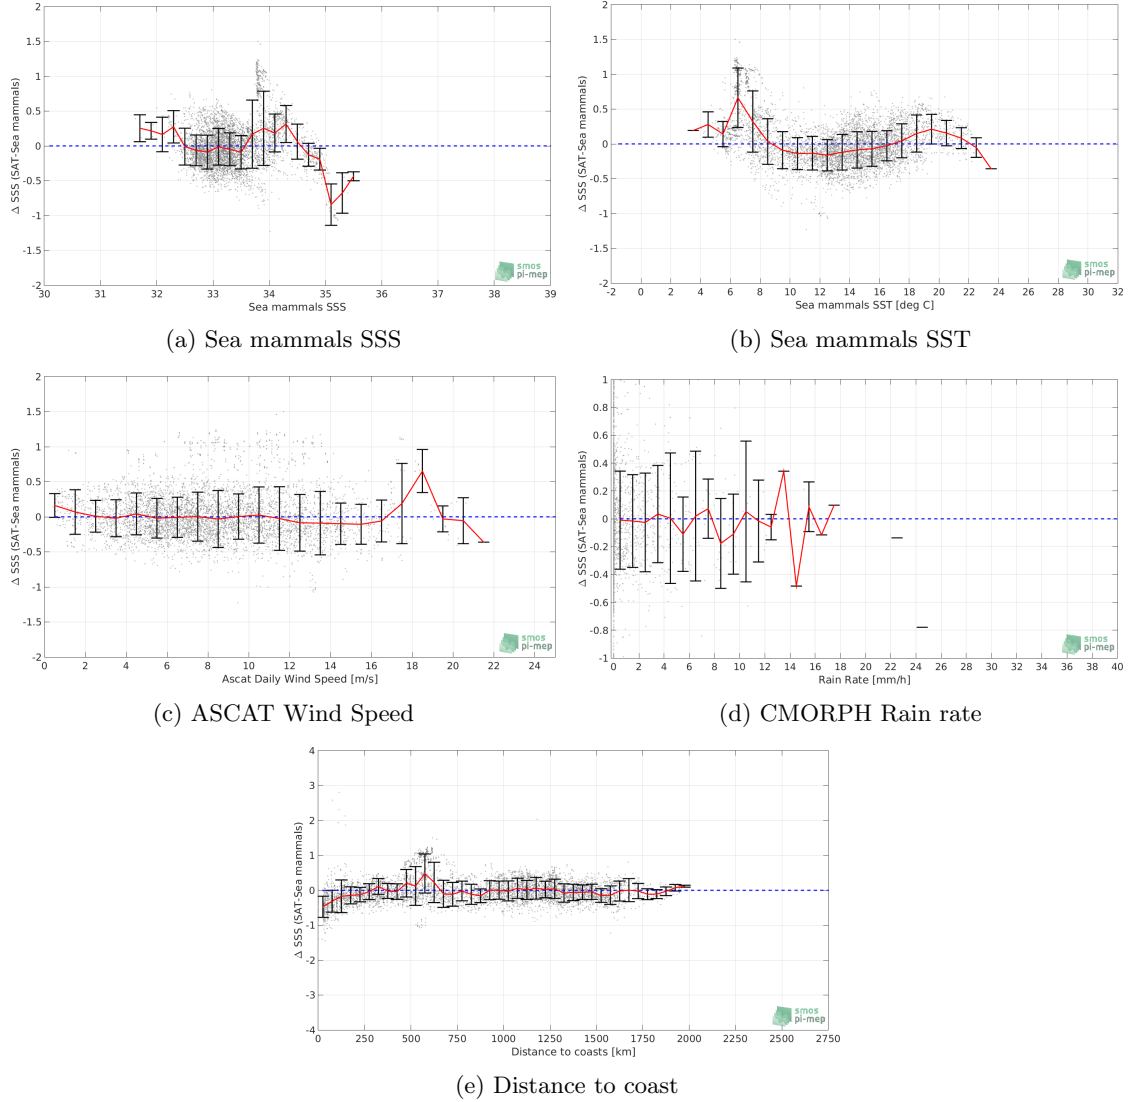 2
1.5
1
0.5
0
-0.5
-1
-1.5
-2
Δ SSS (SAT-Sea mammals)
30 31 32 33 34 35 36 37 38 39
Sea mammals SSS
smos
pi-mep
(a) Sea mammals SSS
2
1.5
1
0.5
0
-0.5
-1
-1.5
-2
Δ SSS (SAT-Sea mammals)
-2 0 2 4 6 8 10 12 14 16 18 20 22 24 26 28 30 32
Sea mammals SST [deg C]
smos
pi-mep
(b) Sea mammals SST
2
1.5
1
0.5
0
-0.5
-1
-1.5
-2
Δ SSS (SAT-Sea mammals)
0 2 4 6 8 10 12 14 16 18 20 22 24
Ascat Daily Wind Speed [m/s]
smos
pi-mep
(c) ASCAT Wind Speed
1
0.8
0.6
0.4
0.2
0
-0.2
-0.4
-0.6
-0.8
-1
Δ SSS (SAT-Sea mammals)
0 2 4 6 8 10 12 14 16 18 20 22 24 26 28 30 32 34 36 38 40
Rain Rate [mm/h]
smos
pi-mep
(d) CMORPH Rain rate
4
3
2
1
0
-1
-2
-3
-4
Δ SSS (SAT-Sea mammals)
0 250 500 750 1000 1250 1500 1750 2000 2250 2500 2750
Distance to coasts [km]
smos
pi-mep
(e) Distance to coast